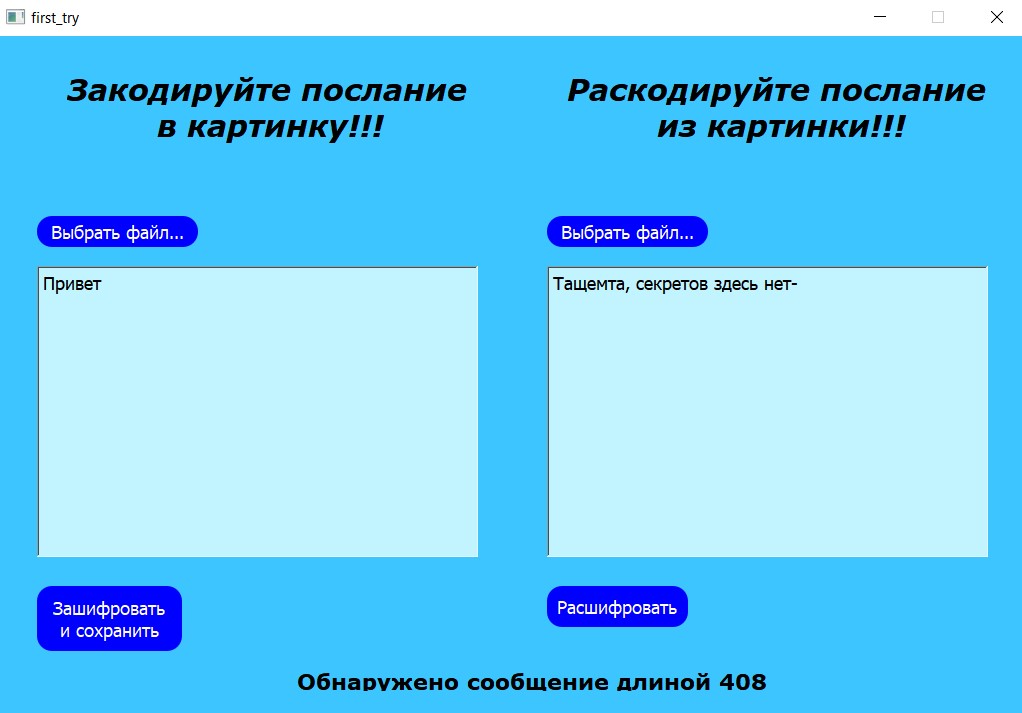 first_try
Закодируйте послание
в картинку!!!
Раскодируйте послание
из картинки!!!
Выбрать файл...
Выбрать файл...
Привет
Тащемта, секретов здесь нет-
Зашифровать
и сохранить
Расшифровать
Обнаружено сообщение длиной 408